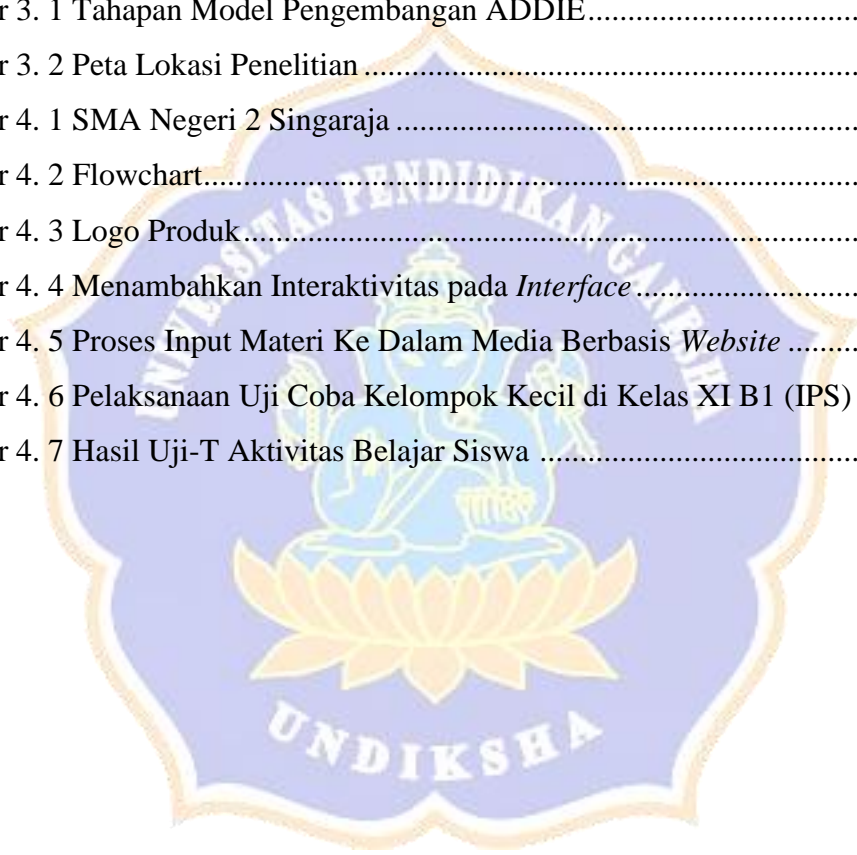 r 3. 1 Tahapan Model Pengembangan ADDIE..............................
r 3. 2 Peta Lokasi Penelitian ......................................................
r 4. 1 SMA Negeri 2 Singaraja ..................................................
r 4. 2 Flowchart..........................................................................
r 4. 3 Logo Produk.....................................................................
r 4. 4 Menambahkan Interaktivitas pada Interface........................
r 4. 5 Proses Input Materi Ke Dalam Media Berbasis Website .........
r 4. 6 Pelaksanaan Uji Coba Kelompok Kecil di Kelas XI B1 (IPS)
r 4. 7 Hasil Uji-T Aktivitas Belajar Siswa ...................................
UNIVERSITAS PENDIDIKAN GANESHA
UNDIKSHA